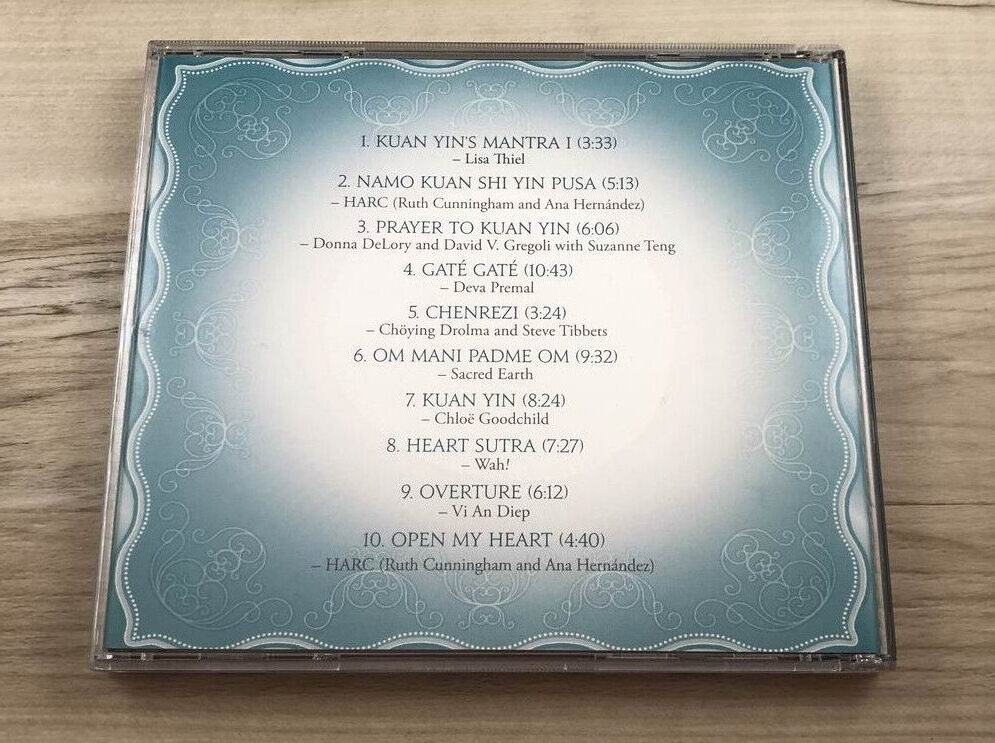 1. KUAN YIN'S MANTRA I (3:33)
– Lisa Thiel
2. NAMO KUAN SHI YIN PUSA (5:13)
– HARC (Ruth Cunningham and Ana Hernández)
3. PRAYER TO KUAN YIN (6:06)
– Donna DeLory and David V. Gregoli with Suzanne Teng
4. GATÉ GATÉ (10:43)
– Deva Premal
5. CHENREZI (3:24)
– Chöying Drolma and Steve Tibbets
6. OM MANI PADME OM (9:32)
– Sacred Earth
7. KUAN YIN (8:24)
– Chloë Goodchild
8. HEART SUTRA (7:27)
– Wah!
9. OVERTURE (6:12)
– Vi An Diep
10. OPEN MY HEART (4:40)
– HARC (Ruth Cunningham and Ana Hernández)